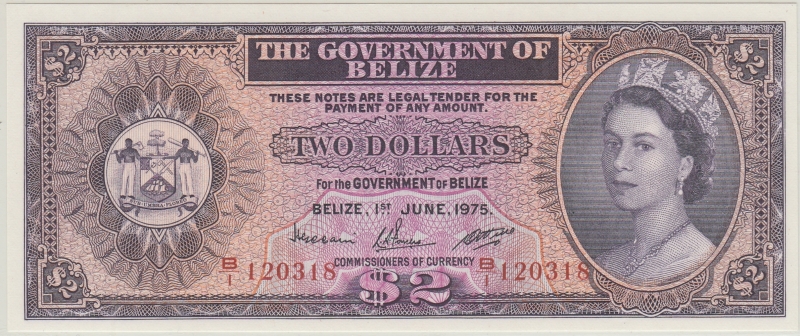 $2
$2
THE GOVERNMENT OF
BELIZE
THESE NOTES ARE LEGAL TENDER FOR THE
PAYMENT OF ANY AMOUNT.
TWO DOLLARS
For the GOVERNMENT OF BELIZE
BELIZE, 1ST JUNE, 1975.
COMMISSIONERS OF CURRENCY
B/1 120318
B/1 120318
$2
$2
$2